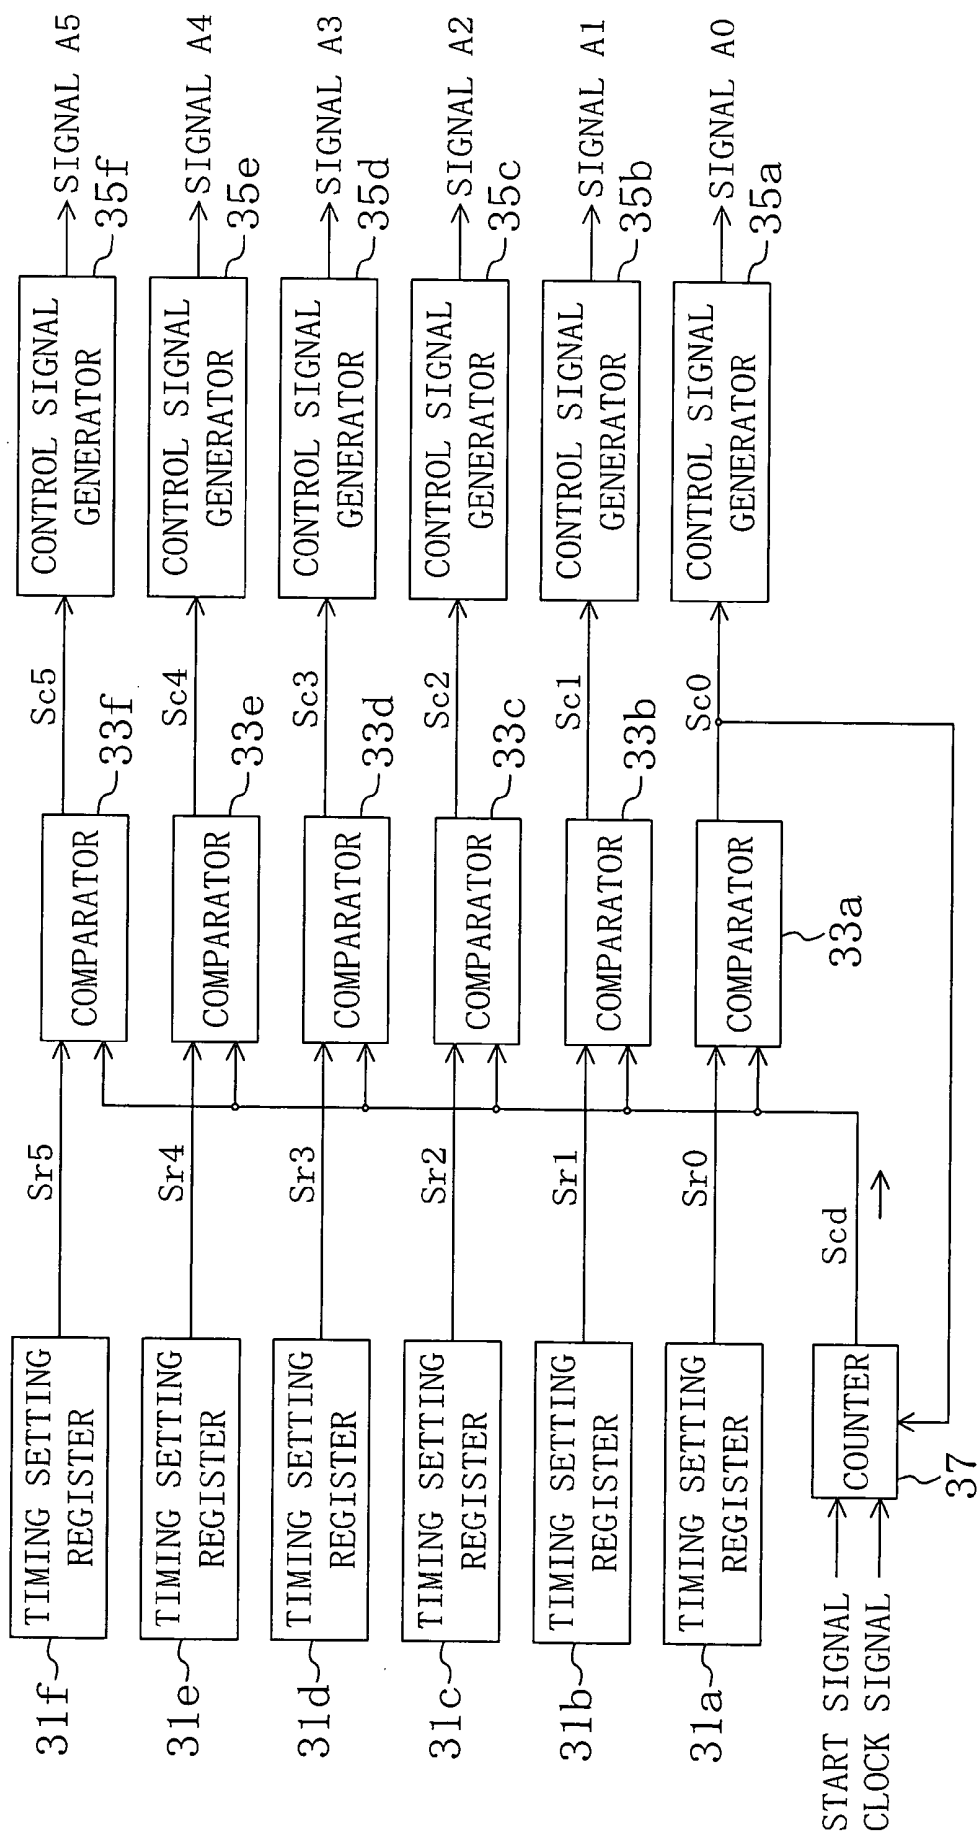 31f
TIMING SETTING
REGISTER
Sr5
COMPARATOR
33f
Sc5
CONTROL SIGNAL
GENERATOR
35f
SIGNAL A5
31e
TIMING SETTING
REGISTER
Sr4
COMPARATOR
33e
Sc4
CONTROL SIGNAL
GENERATOR
35e
SIGNAL A4
31d
TIMING SETTING
REGISTER
Sr3
COMPARATOR
33d
Sc3
CONTROL SIGNAL
GENERATOR
35d
SIGNAL A3
31c
TIMING SETTING
REGISTER
Sr2
COMPARATOR
33c
Sc2
CONTROL SIGNAL
GENERATOR
35c
SIGNAL A2
31b
TIMING SETTING
REGISTER
Sr1
COMPARATOR
33b
Sc1
CONTROL SIGNAL
GENERATOR
35b
SIGNAL A1
31a
TIMING SETTING
REGISTER
Sr0
COMPARATOR
33a
Sc0
CONTROL SIGNAL
GENERATOR
35a
SIGNAL A0
START SIGNAL
CLOCK SIGNAL
COUNTER
37
Scd